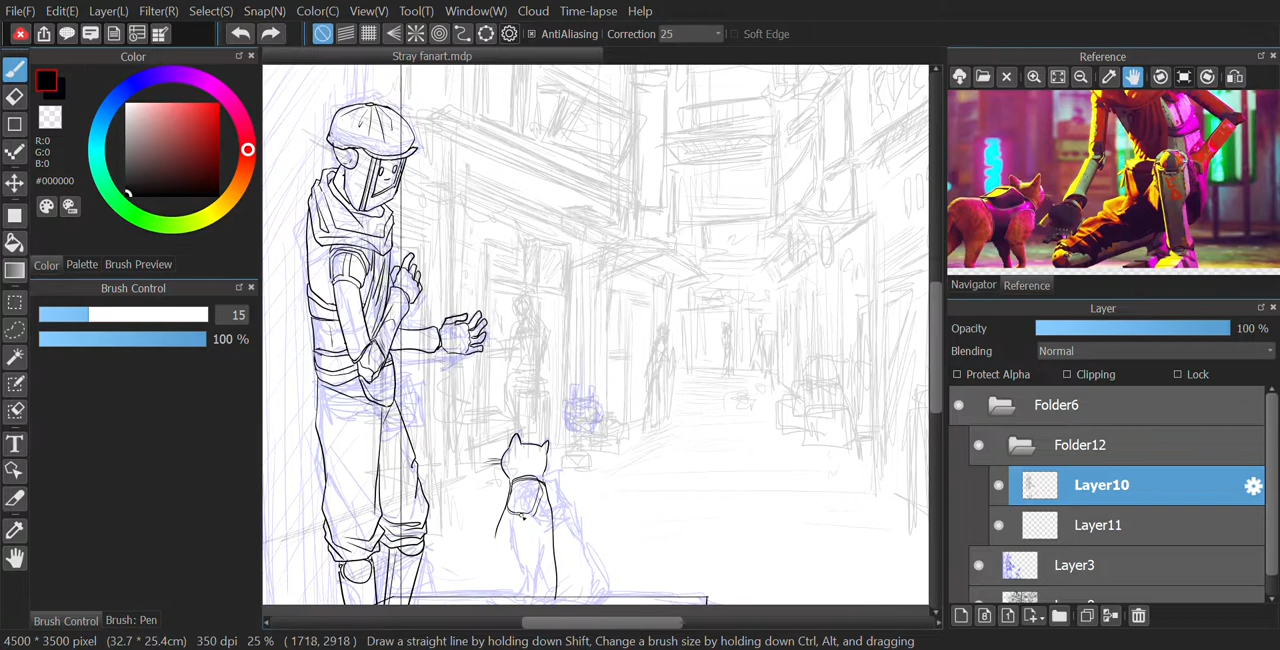 File(F) Edit(E) Layer(L) Filter(R) Select(S) Snap(N) Color(C) View(V) Tool(T) Window(W) Cloud Time-lapse Help
AntiAliasing Correction 25 Soft Edge
Color
Stray fanart.mdp
Reference
R:0
G:0
B:0
#000000
Color Palette Brush Preview
Brush Control
15
100 %
Navigator Reference
Layer
Opacity 100 %
Blending Normal
Protect Alpha Clipping Lock
Folder6
Folder12
Layer10
Layer11
Layer3
Brush Control Brush: Pen
4500 * 3500 pixel (32.7 * 25.4cm) 350 dpi 25 % ( 1718, 2918 ) Draw a straight line by holding down Shift, Change a brush size by holding down Ctrl, Alt, and dragging